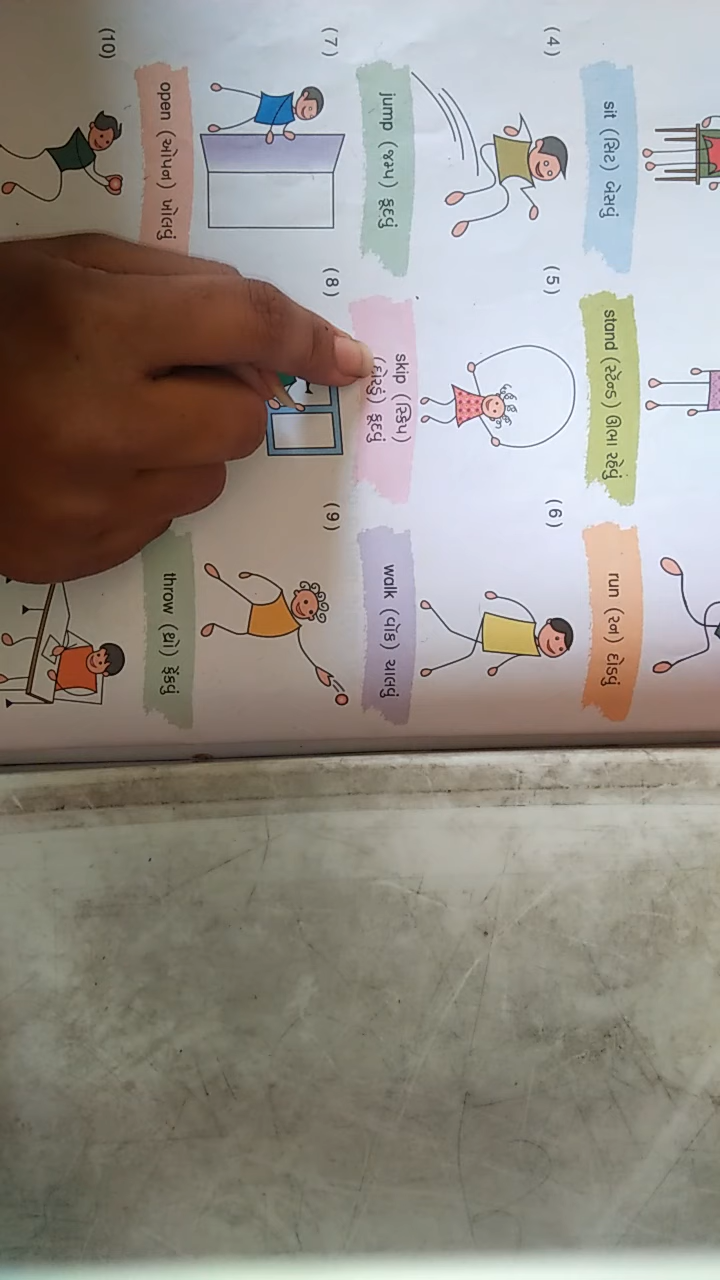 sit (સિટ) બેસવું
stand (સ્ટેન્ડ) ઊભા રહેવું
run (રન) દોડવું
(4)
(5)
(6)
jump (જમ્પ) કૂદવું
skip (સ્કિપ)
(દોરડું) કૂદવું
walk (વૉક) ચાલવું
(7)
(8)
(9)
open (ઓપન) ખોલવું
throw (થ્રો) ફેંકવું
(10)